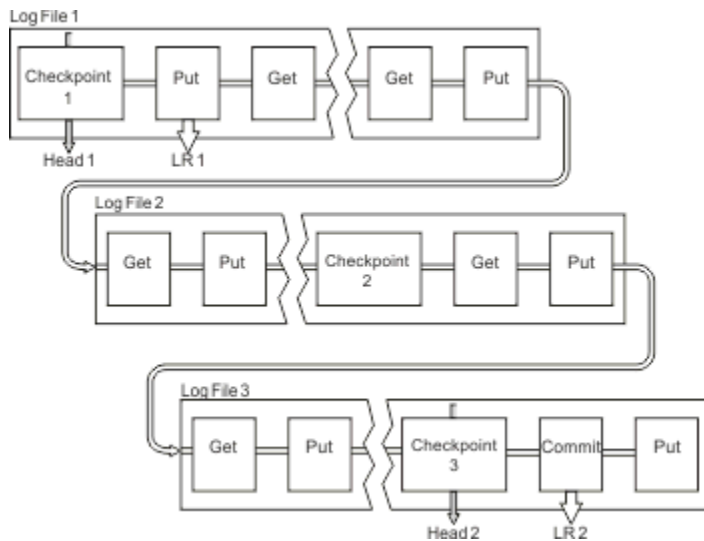 Log File 1
Checkpoint
1
Put
Get
Get
Put
Head 1
LR 1
Log File 2
Get
Put
Checkpoint
2
Get
Put
Log File 3
Get
Put
Checkpoint
3
Commit
Put
Head 2
LR 2